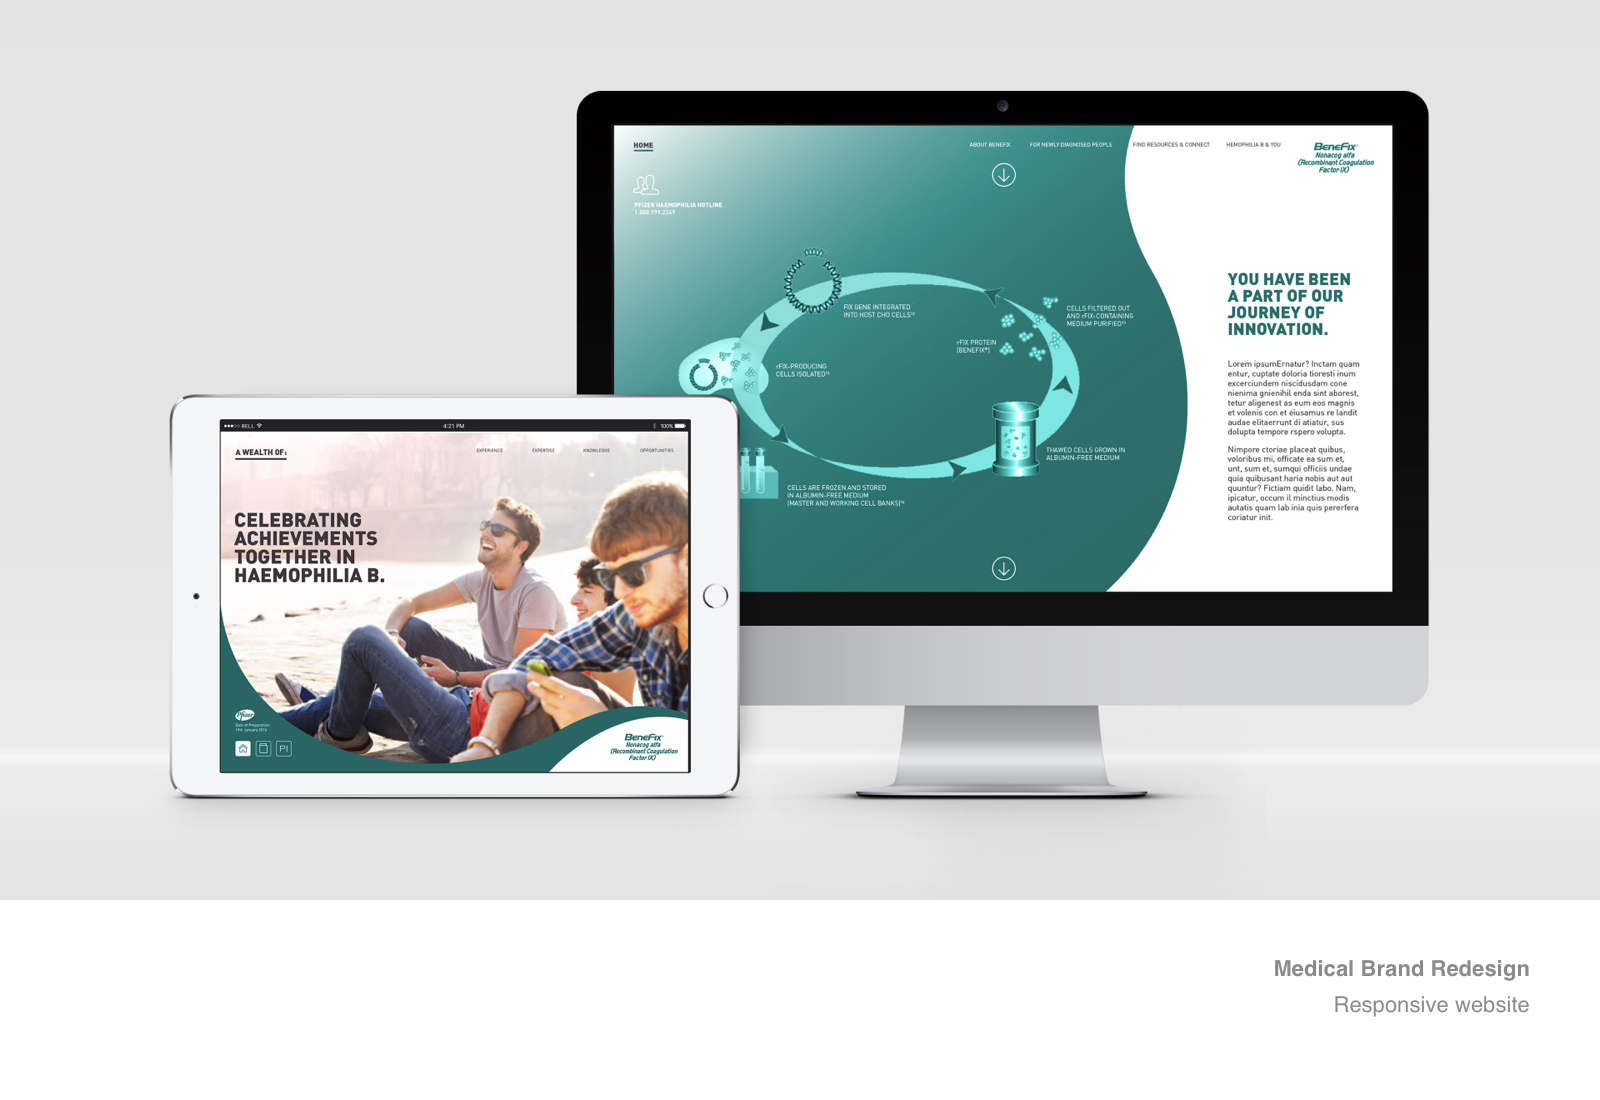 HOME
ABOUT BENEFIX
FOR NEWLY DIAGNOSED PEOPLE
FIND RESOURCES & CONNECT
HEMOPHILIA B & YOU
BENEFIX
Nonacog alfa
(Recombinant Coagulation
Factor IX)
PFIZER HAEMOPHILIA HOTLINE
1.888.999.2349
FIX GENE INTEGRATED
INTO HOST CHO CELLS¹³
CELLS FILTERED OUT
AND rFIX-CONTAINING
MEDIUM PURIFIED¹³
rFIX PROTEIN
(BENEFIX®)
rFIX-PRODUCING
CELLS ISOLATED¹³
THAWED CELLS GROWN IN
ALBUMIN-FREE MEDIUM
CELLS ARE FROZEN AND STORED
IN ALBUMIN-FREE MEDIUM
(MASTER AND WORKING CELL BANKS)¹⁴
YOU HAVE BEEN
A PART OF OUR
JOURNEY OF
INNOVATION.
Lorem ipsumErnatur? Inctam quam
entur, cuptate doloria tioresti inum
excerciundem niscidusdam cone
nienima gnienihil enda sint aborest,
tetur aligenest as eum eos magnis
et volenis con et eiusamus re landit
audae elitaerrunt di atiatur, sus
dolupta tempore rspero volupta.
Nimpore ctoriae placeat quibus,
voloribus mi, officate ea sum et,
unt, sum et, sumqui officiis undae
quia quibusant haria nobis aut aut
quuntur? Fictiam quidit labo. Nam,
ipicatur, occum il minctius modis
autatis quam lab inia quis pererfera
coriatur init.
BELL
4:21 PM
100%
A WEALTH OF:
EXPERIENCE
EXPERTISE
KNOWLEDGE
OPPORTUNITIES
CELEBRATING
ACHIEVEMENTS
TOGETHER IN
HAEMOPHILIA B.
Pfizer
Date of Preparation
19th January 2016
PI
BENEFIX
Nonacog alfa
(Recombinant Coagulation
Factor IX)
Medical Brand Redesign
Responsive website